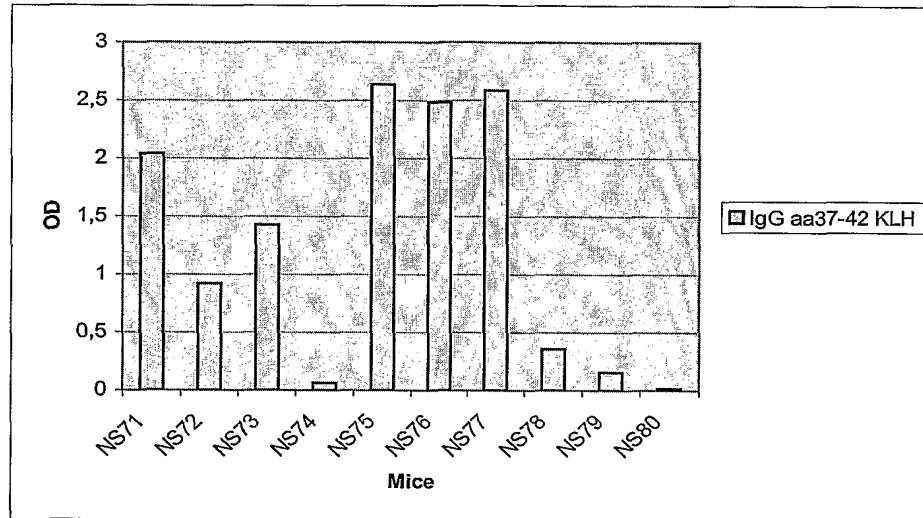 3
2,5
2
1,5
1
0,5
0
OD
NS71
NS72
NS73
NS74
NS75
NS76
NS77
NS78
NS79
NS80
Mice
IgG aa37-42 KLH